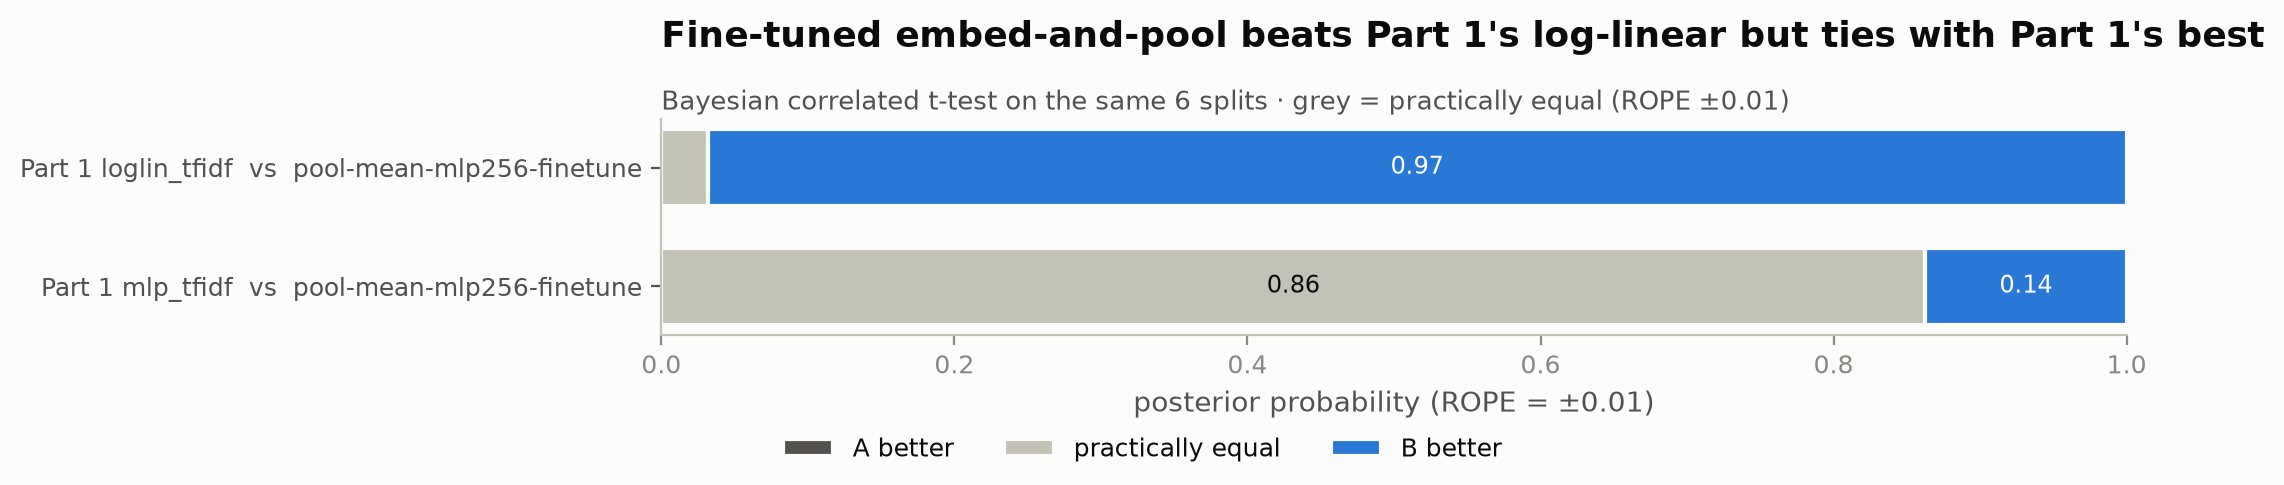 Fine-tuned embed-and-pool beats Part 1's log-linear but ties with Part 1's best
Bayesian correlated t-test on the same 6 splits · grey = practically equal (ROPE ±0.01)
Part 1 loglin_tfidf  vs  pool-mean-mlp256-finetune
0.97
Part 1 mlp_tfidf  vs  pool-mean-mlp256-finetune
0.86
0.14
0.0 0.2 0.4 0.6 0.8 1.0
posterior probability (ROPE = ±0.01)
A better practically equal B better